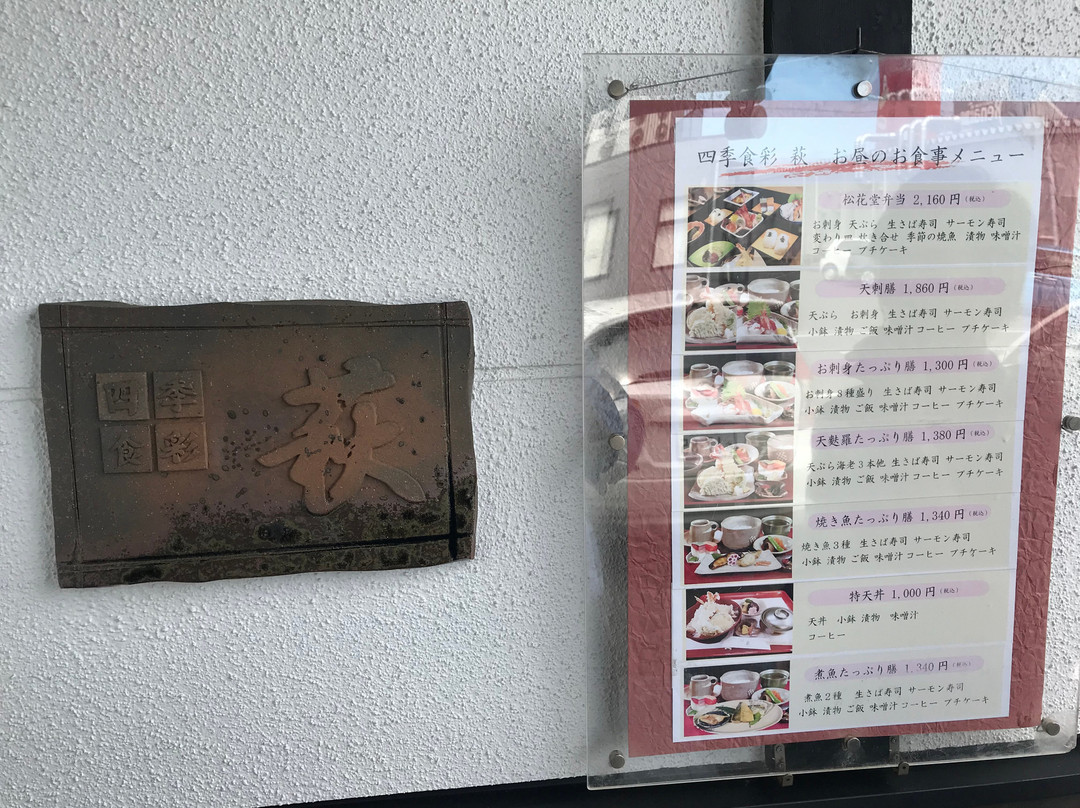 四季
食彩
萩
四季食彩 萩 お昼のお食事メニュー
松花堂弁当 2,160円(税込)
お刺身 天ぷら 生さば寿司 サーモン寿司
変わり皿 炊き合せ 季節の焼魚 漬物 味噌汁
コーヒー プチケーキ
天刺膳 1,860円(税込)
天ぷら お刺身 生さば寿司 サーモン寿司
小鉢 漬物 ご飯 味噌汁 コーヒー プチケーキ
お刺身たっぷり膳 1,300円(税込)
お刺身8種盛り 生さば寿司 サーモン寿司
小鉢 漬物 ご飯 味噌汁 コーヒー プチケーキ
天麩羅たっぷり膳 1,380円(税込)
天ぷら海老3本他 生さば寿司 サーモン寿司
小鉢 漬物 ご飯 味噌汁 コーヒー プチケーキ
焼き魚たっぷり膳 1,340円(税込)
焼き魚3種 生さば寿司 サーモン寿司
小鉢 漬物 ご飯 味噌汁 コーヒー プチケーキ
特天丼 1,000円(税込)
天丼 小鉢 漬物 味噌汁
コーヒー
煮魚たっぷり膳 1,340円(税込)
煮魚2種 生さば寿司 サーモン寿司
小鉢 漬物 ご飯 味噌汁 コーヒー プチケーキ